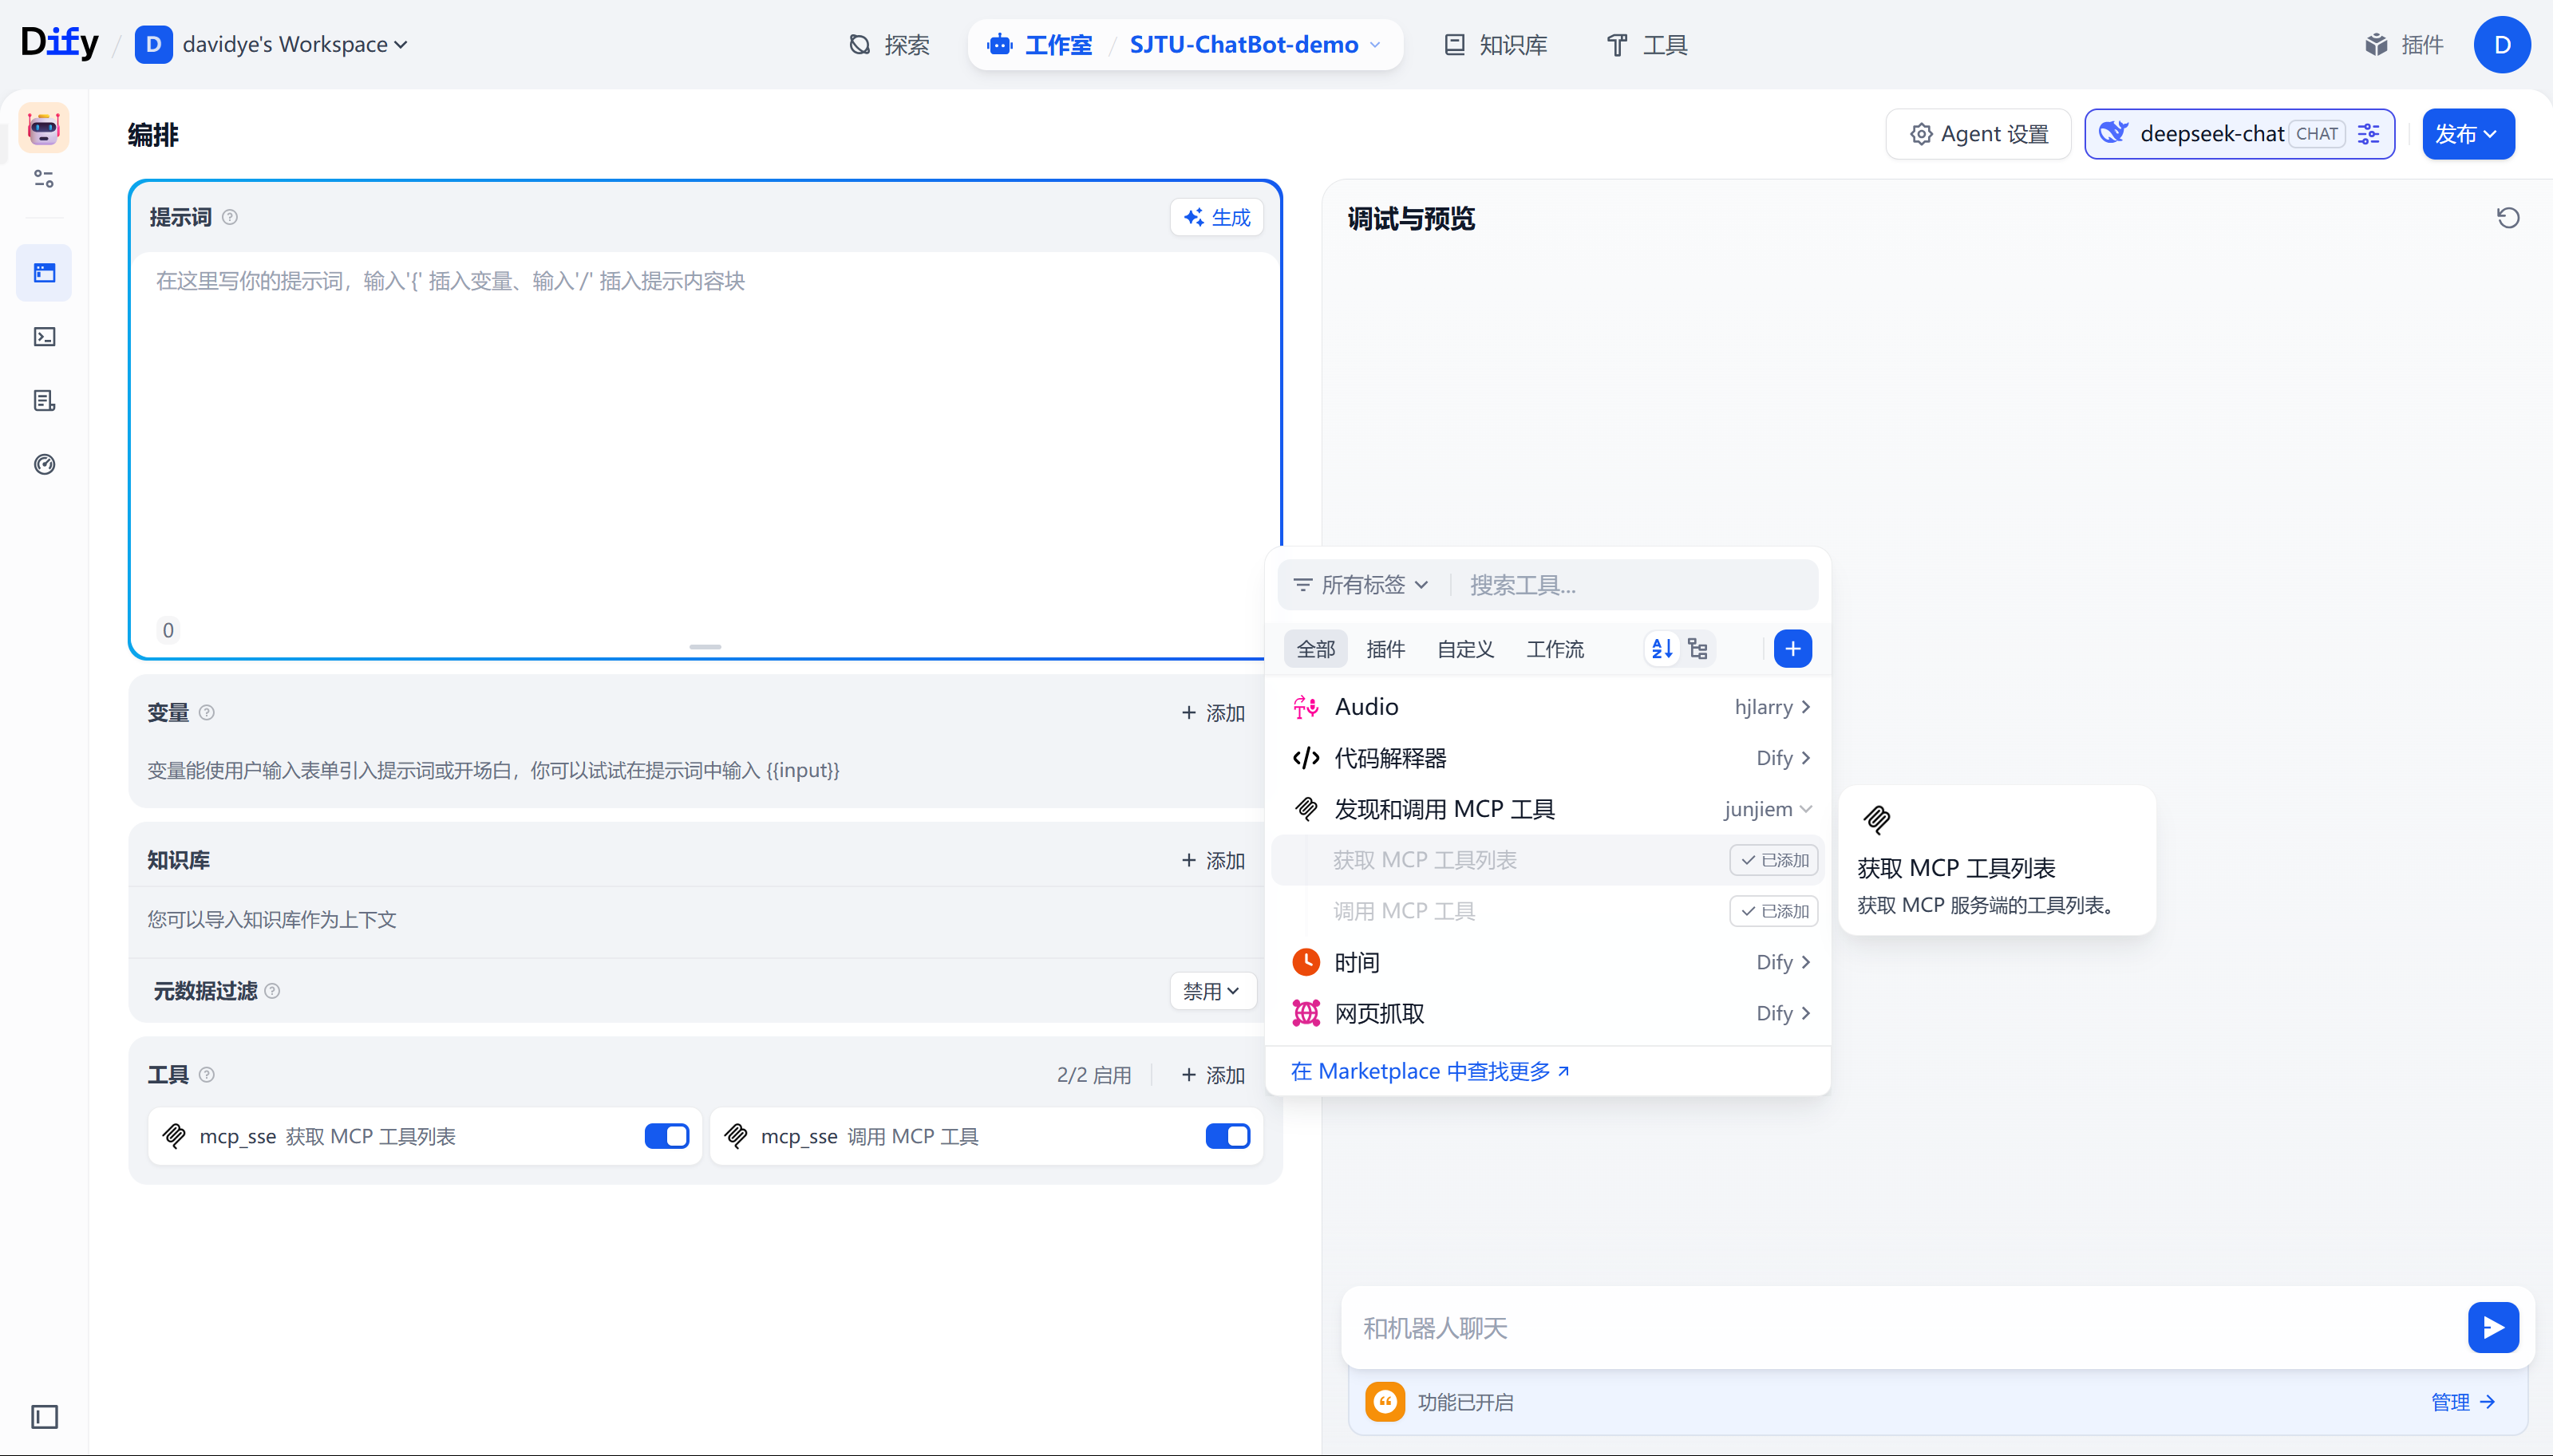 Dify / D davidye's Workspace
探索
工作室 / SJTU-ChatBot-demo
知识库
工具
插件
D
编排
Agent 设置
deepseek-chat CHAT
发布
提示词
生成
在这里写你的提示词，输入'{' 插入变量、输入'/' 插入提示内容块
0
变量
+ 添加
变量能使用户输入表单引入提示词或开场白，你可以试试在提示词中输入 {{input}}
知识库
+ 添加
您可以导入知识库作为上下文
元数据过滤
禁用
工具
2/2 启用
+ 添加
mcp_sse 获取 MCP 工具列表
mcp_sse 调用 MCP 工具
调试与预览
所有标签
搜索工具...
全部 插件 自定义 工作流
Audio hjlarry
代码解释器 Dify
发现和调用 MCP 工具 junjiem
获取 MCP 工具列表 已添加
调用 MCP 工具 已添加
时间 Dify
网页抓取 Dify
在 Marketplace 中查找更多
获取 MCP 工具列表
获取 MCP 服务端的工具列表。
和机器人聊天
功能已开启
管理